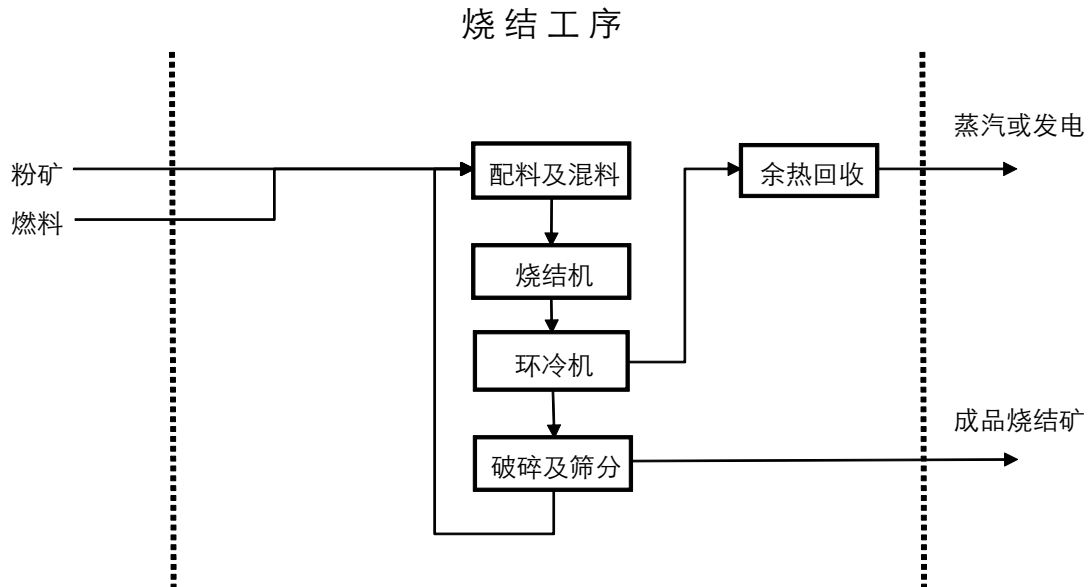 烧结工序
蒸汽或发电
粉矿
配料及混料
余热回收
燃料
烧结机
环冷机
成品烧结矿
破碎及筛分